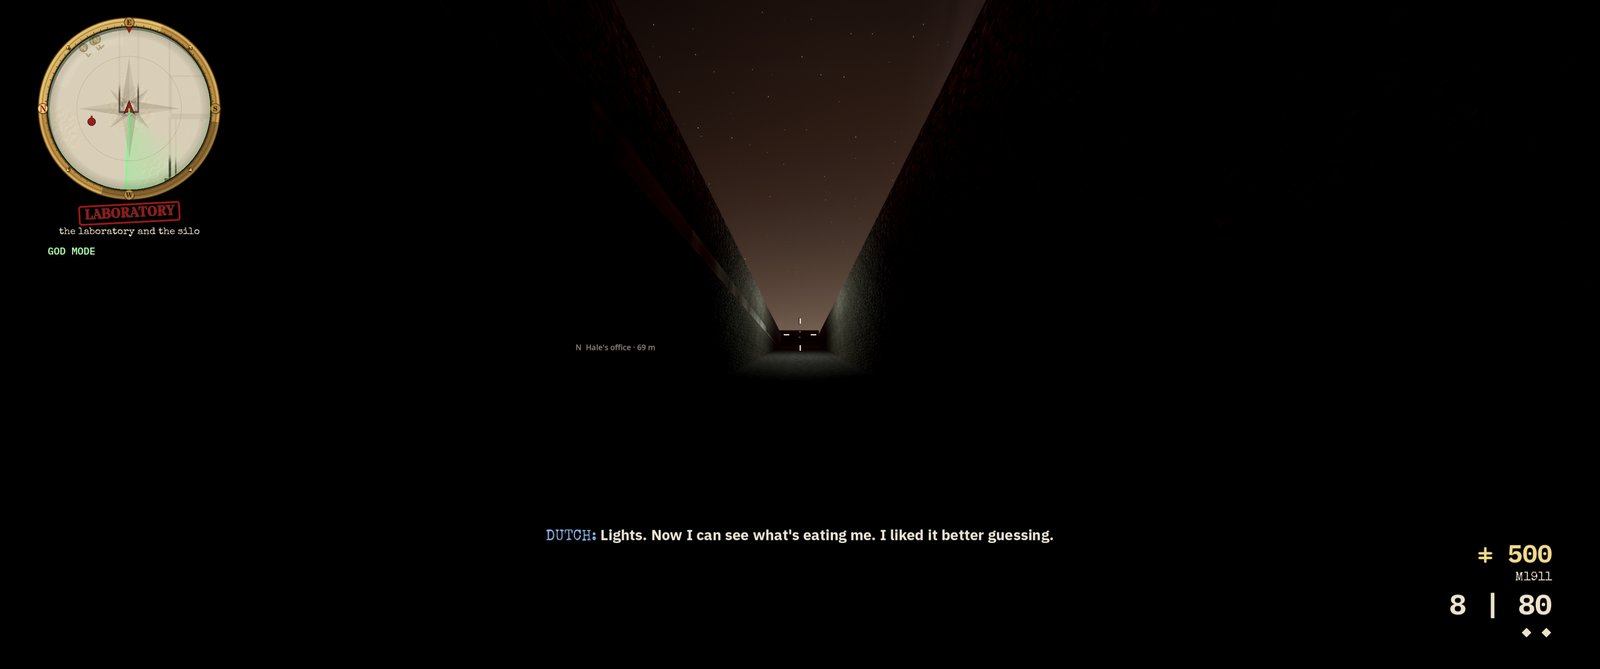 E
N
S
W
LABORATORY
the laboratory and the silo
GOD MODE
N Hale's office · 69 m
DUTCH: Lights. Now I can see what's eating me. I liked it better guessing.
500
M1911
8 | 80